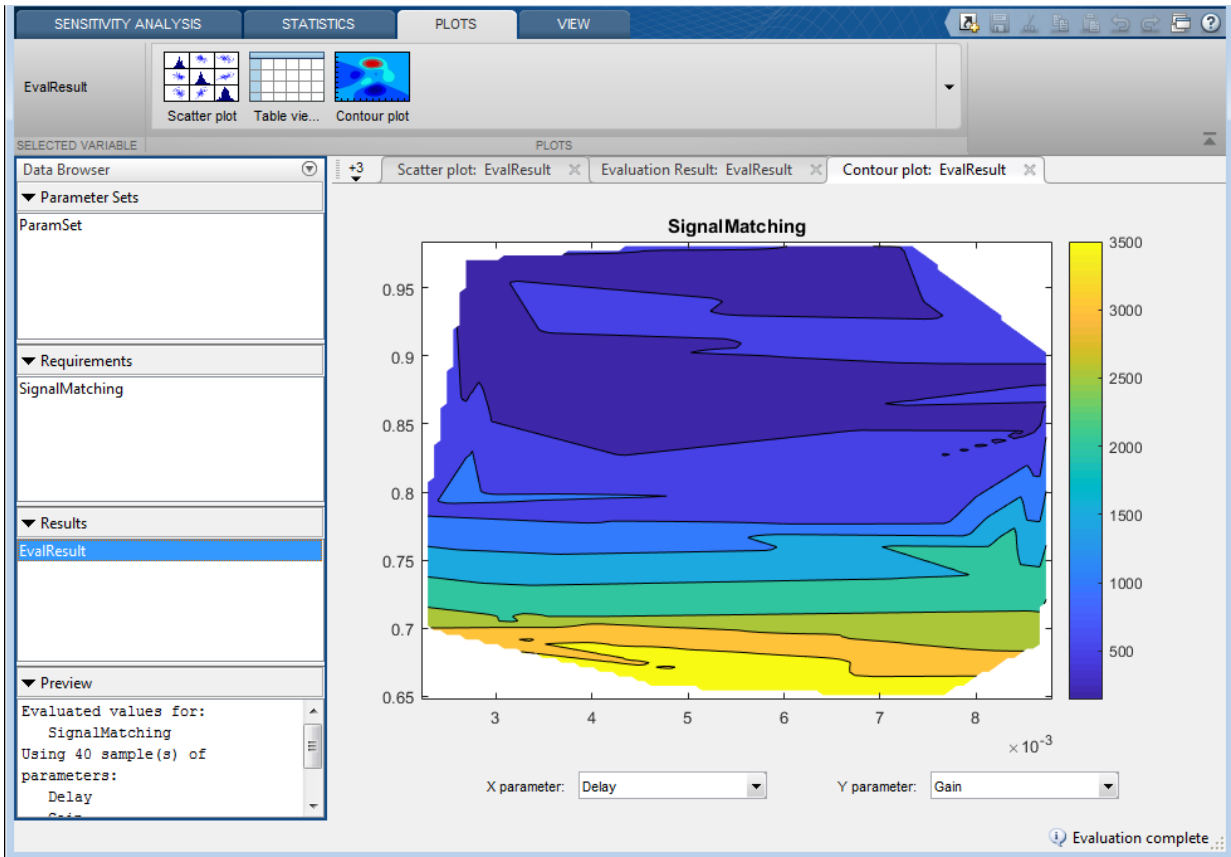 SENSITIVITY ANALYSIS STATISTICS PLOTS VIEW
EvalResult
Scatter plot Table vie... Contour plot
SELECTED VARIABLE PLOTS
Data Browser
+3 Scatter plot: EvalResult Evaluation Result: EvalResult Contour plot: EvalResult
Parameter Sets
ParamSet
Requirements
SignalMatching
Results
EvalResult
Preview
Evaluated values for:
SignalMatching
Using 40 sample(s) of
parameters:
Delay
SignalMatching
0.95
0.9
0.85
0.8
0.75
0.7
0.65
3 4 5 6 7 8
×10-3
3500
3000
2500
2000
1500
1000
500
X parameter: Delay Y parameter: Gain
Evaluation complete